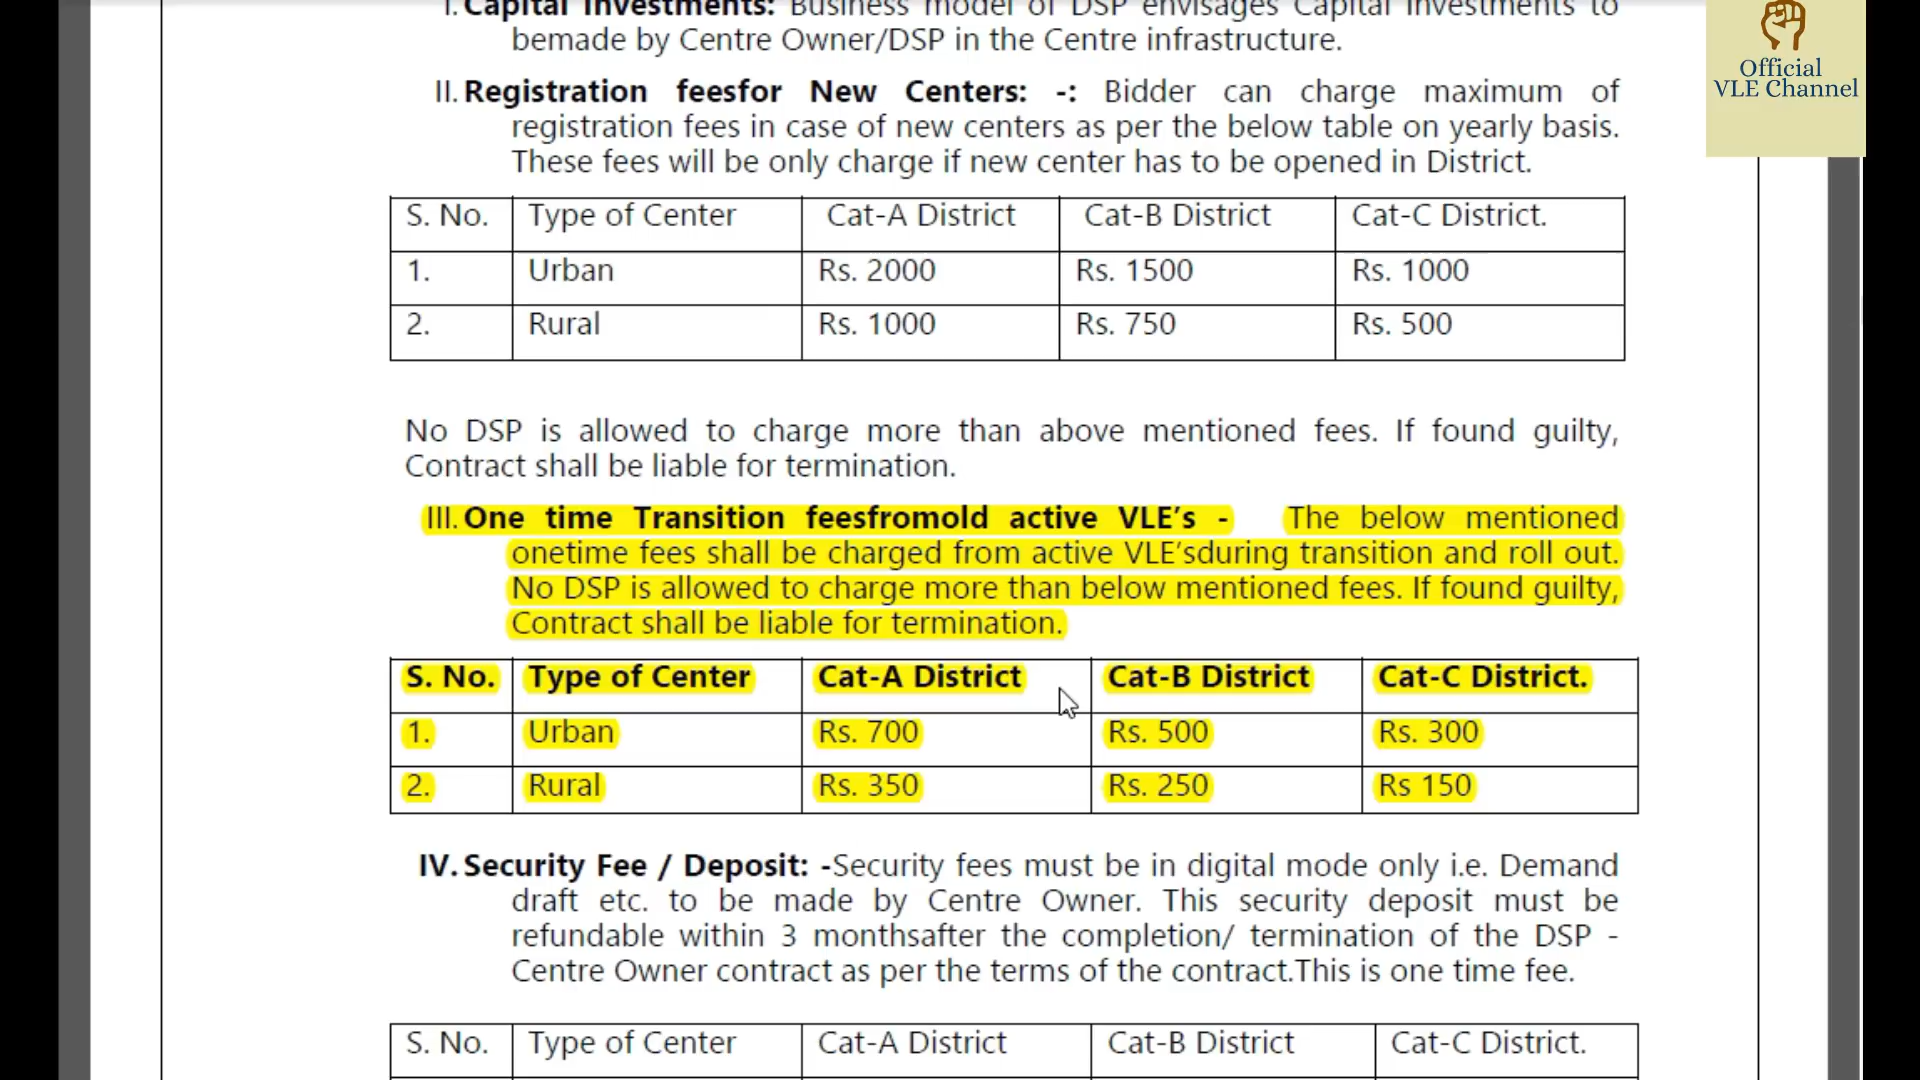 I. Capital Investments: Business model of DSP envisages Capital Investments to
bemade by Centre Owner/DSP in the Centre infrastructure.
Official
VLE Channel
II. Registration feesfor New Centers: -: Bidder can charge maximum of
registration fees in case of new centers as per the below table on yearly basis.
These fees will be only charge if new center has to be opened in District.
S. No. Type of Center Cat-A District Cat-B District Cat-C District.
1. Urban Rs. 2000 Rs. 1500 Rs. 1000
2. Rural Rs. 1000 Rs. 750 Rs. 500
No DSP is allowed to charge more than above mentioned fees. If found guilty,
Contract shall be liable for termination.
III. One time Transition feesfromold active VLE’s - The below mentioned
onetime fees shall be charged from active VLE’sduring transition and roll out.
No DSP is allowed to charge more than below mentioned fees. If found guilty,
Contract shall be liable for termination.
S. No. Type of Center Cat-A District Cat-B District Cat-C District.
1. Urban Rs. 700 Rs. 500 Rs. 300
2. Rural Rs. 350 Rs. 250 Rs 150
IV. Security Fee / Deposit: -Security fees must be in digital mode only i.e. Demand
draft etc. to be made by Centre Owner. This security deposit must be
refundable within 3 monthsafter the completion/ termination of the DSP -
Centre Owner contract as per the terms of the contract.This is one time fee.
S. No. Type of Center Cat-A District Cat-B District Cat-C District.